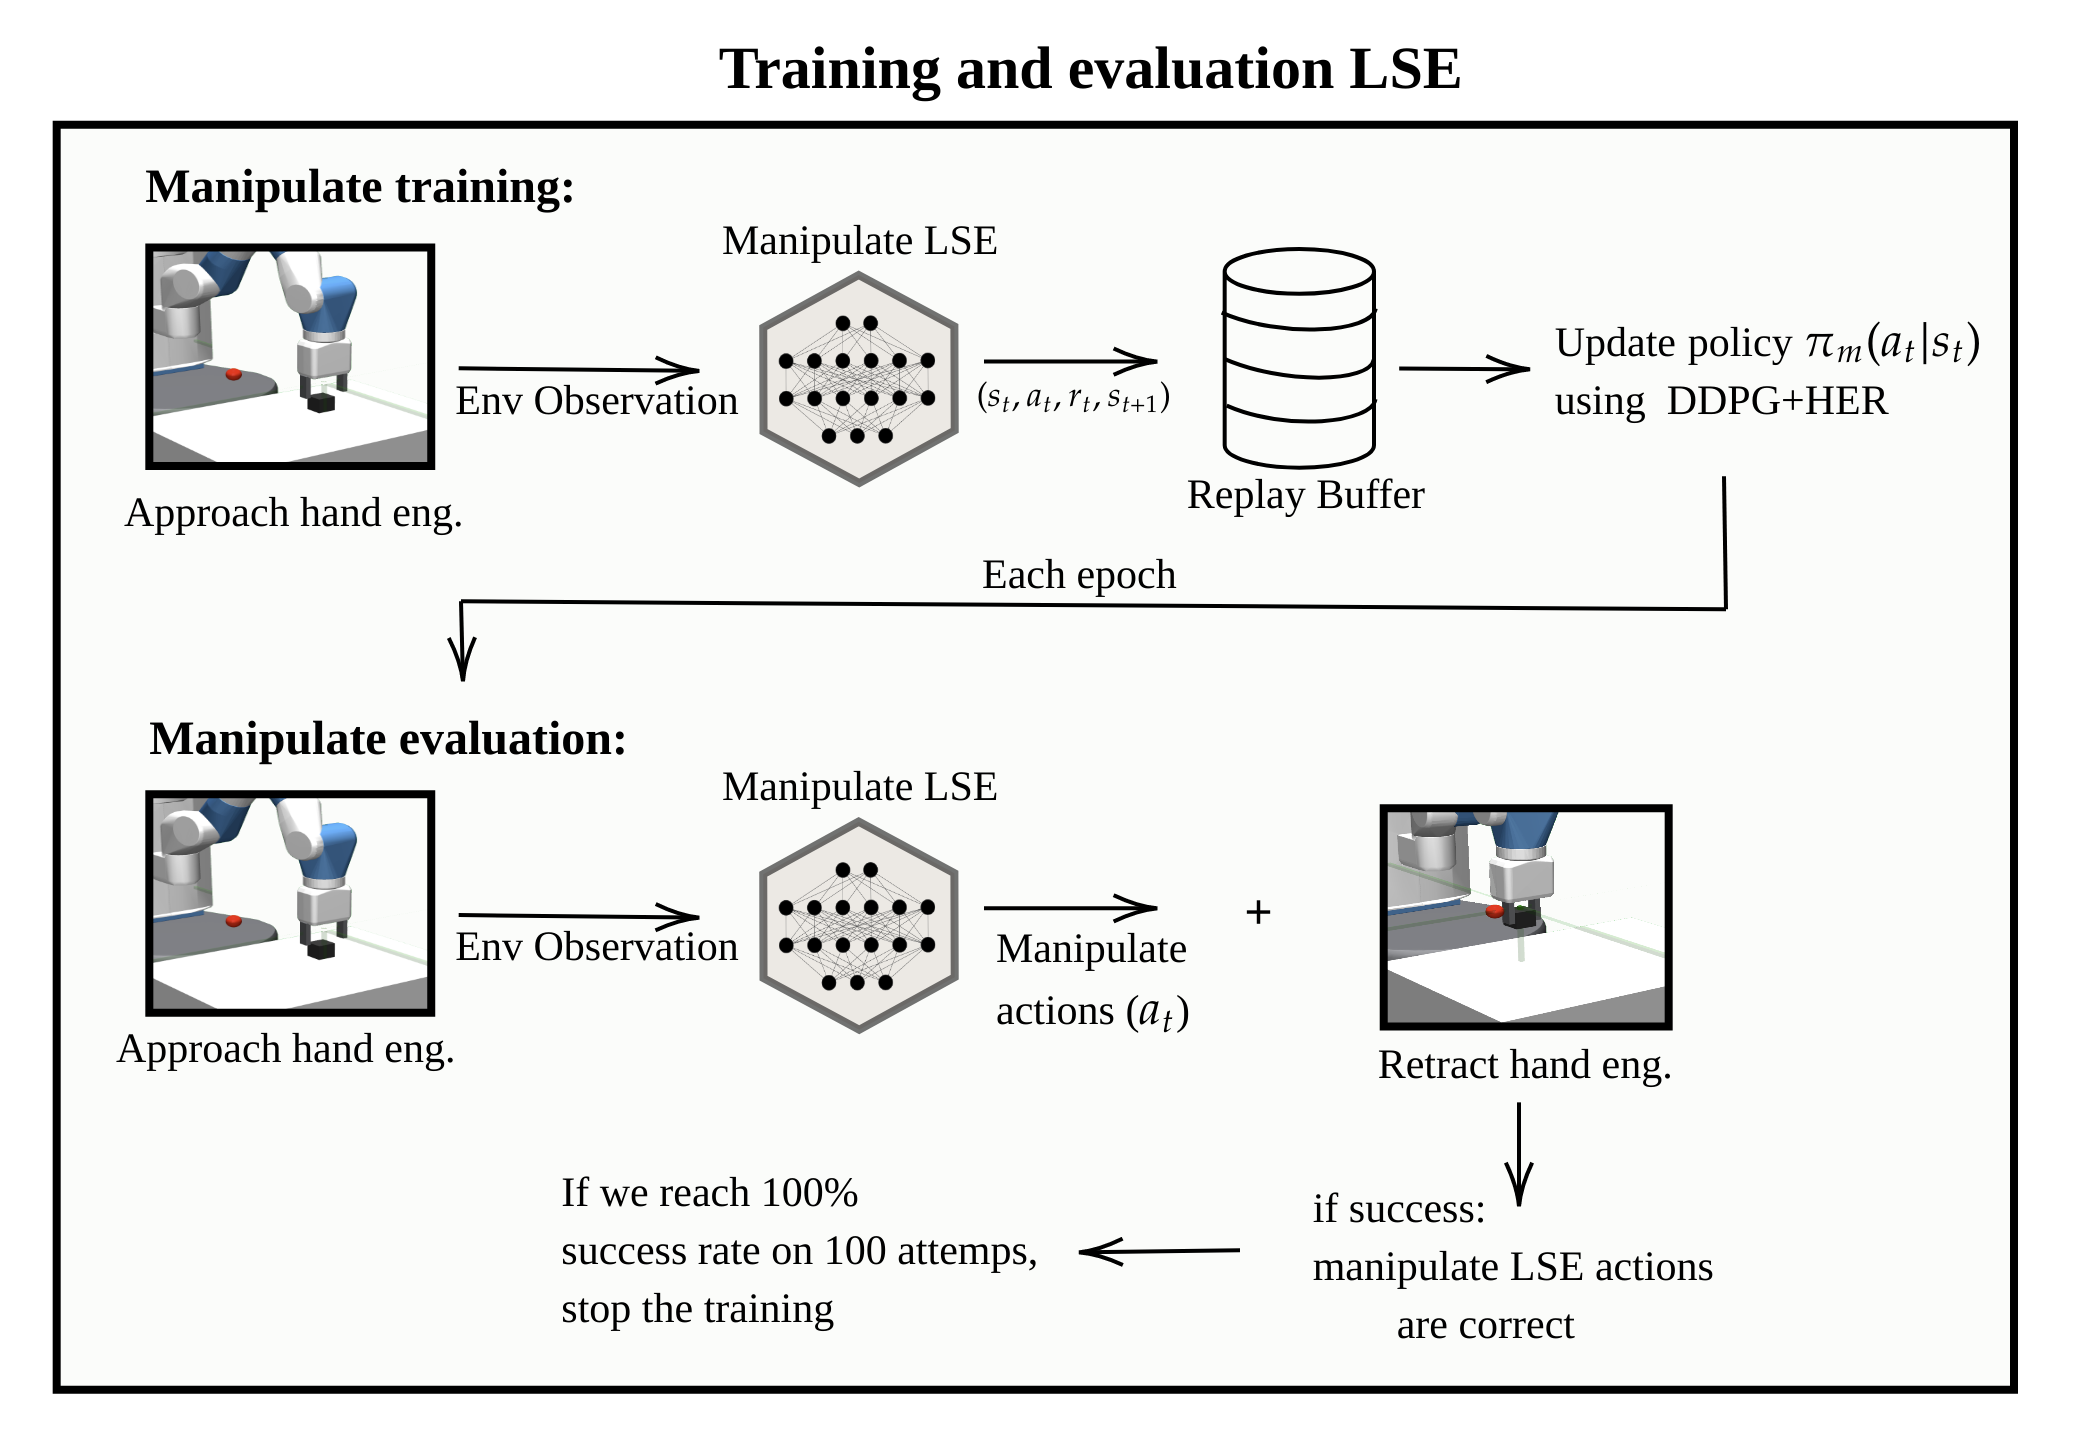 Training and evaluation LSE
Manipulate training:
Manipulate LSE
Env Observation
(s_t, a_t, r_t, s_{t+1})
Update policy π_m(a_t|s_t)
using DDPG+HER
Approach hand eng.
Replay Buffer
Each epoch
Manipulate evaluation:
Manipulate LSE
Env Observation
Manipulate
actions (a_t)
+
Approach hand eng.
Retract hand eng.
if success:
manipulate LSE actions
are correct
If we reach 100%
success rate on 100 attemps,
stop the training